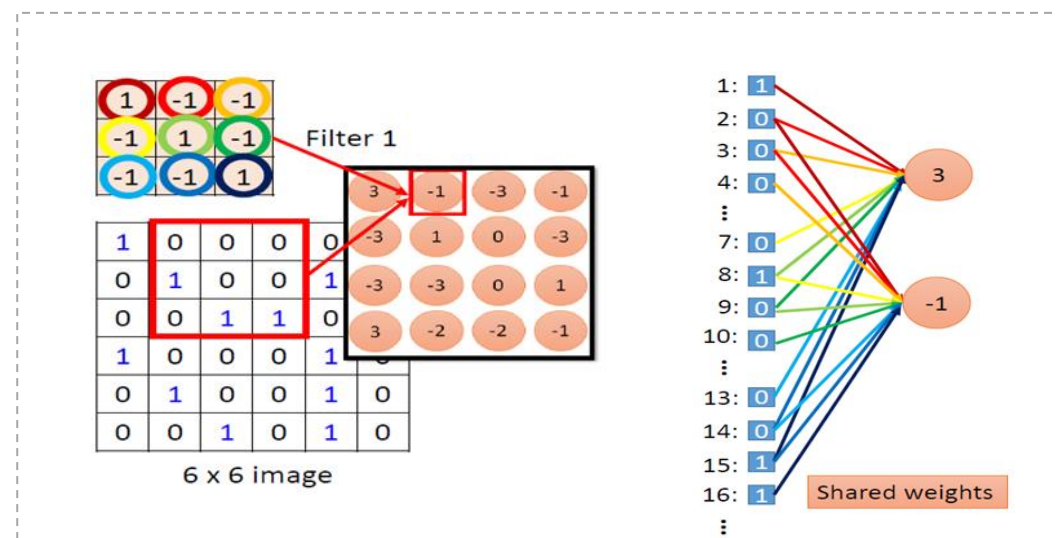 1 -1 -1
-1 1 -1
-1 -1 1
Filter 1
3 -1 -3 -1
-3 1 0 -3
-3 -3 0 1
3 -2 -2 -1
1 0 0 0 0
0 1 0 0 1
0 0 1 1 0
1 0 0 0 1
0 1 0 0 1 0
0 0 1 0 1 0
6 x 6 image
1: 1
2: 0
3: 0
4: 0
⋮
7: 0
8: 1
9: 0
10: 0
⋮
13: 0
14: 0
15: 1
16: 1
⋮
3
-1
Shared weights